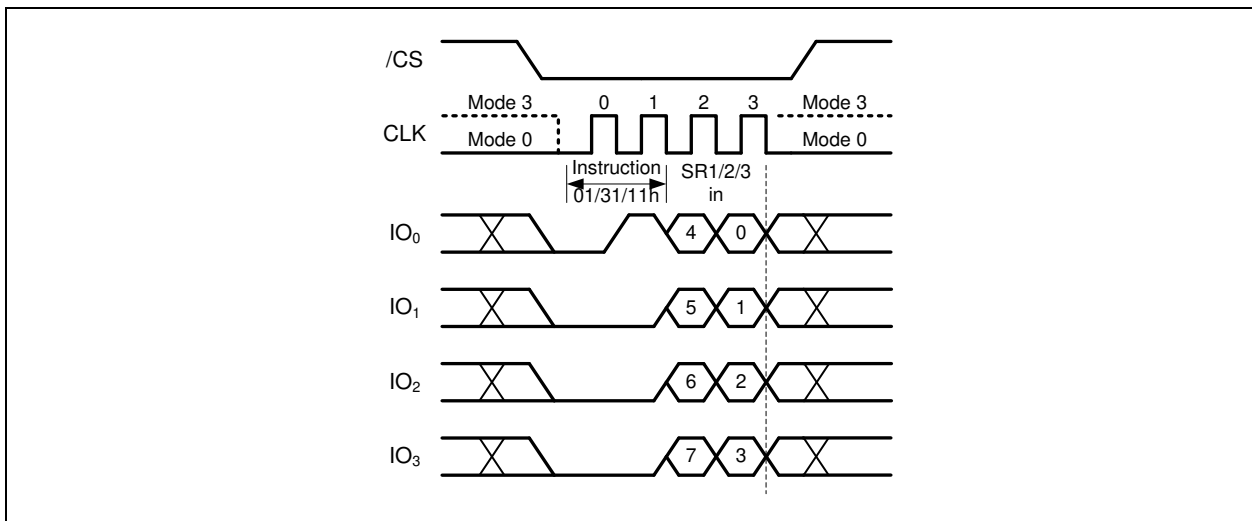 /CS
Mode 3 0 1 2 3 Mode 3
CLK
Mode 0 Mode 0
Instruction SR1/2/3
01/31/11h in
IO₀ 4 0
IO₁ 5 1
IO₂ 6 2
IO₃ 7 3